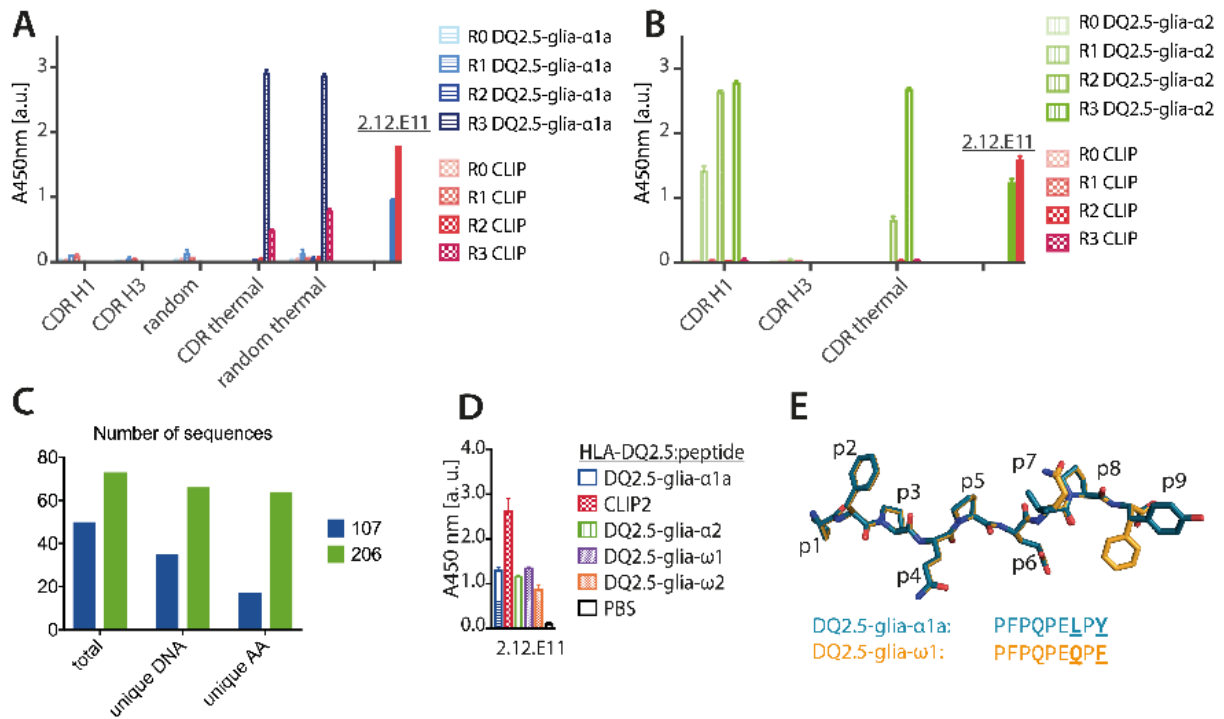 A
A450nm [a.u.]
3
2
1
0
CDR H1
CDR H3
random
CDR thermal
random thermal
2.12.E11
R0 DQ2.5-glia-α1a
R1 DQ2.5-glia-α1a
R2 DQ2.5-glia-α1a
R3 DQ2.5-glia-α1a
R0 CLIP
R1 CLIP
R2 CLIP
R3 CLIP
B
A450nm [a.u.]
3
2
1
0
CDR H1
CDR H3
CDR thermal
2.12.E11
R0 DQ2.5-glia-α2
R1 DQ2.5-glia-α2
R2 DQ2.5-glia-α2
R3 DQ2.5-glia-α2
R0 CLIP
R1 CLIP
R2 CLIP
R3 CLIP
C
Number of sequences
80
60
40
20
0
total
unique DNA
unique AA
107
206
D
A450 nm [a. u.]
4.0
3.0
2.0
1.0
0.0
2.12.E11
HLA-DQ2.5:peptide
DQ2.5-glia-α1a
CLIP2
DQ2.5-glia-α2
DQ2.5-glia-ω1
DQ2.5-glia-ω2
PBS
E
p1
p2
p3
p4
p5
p6
p7
p8
p9
DQ2.5-glia-α1a: PFPQPELPY
DQ2.5-glia-ω1: PFPQPEQPF